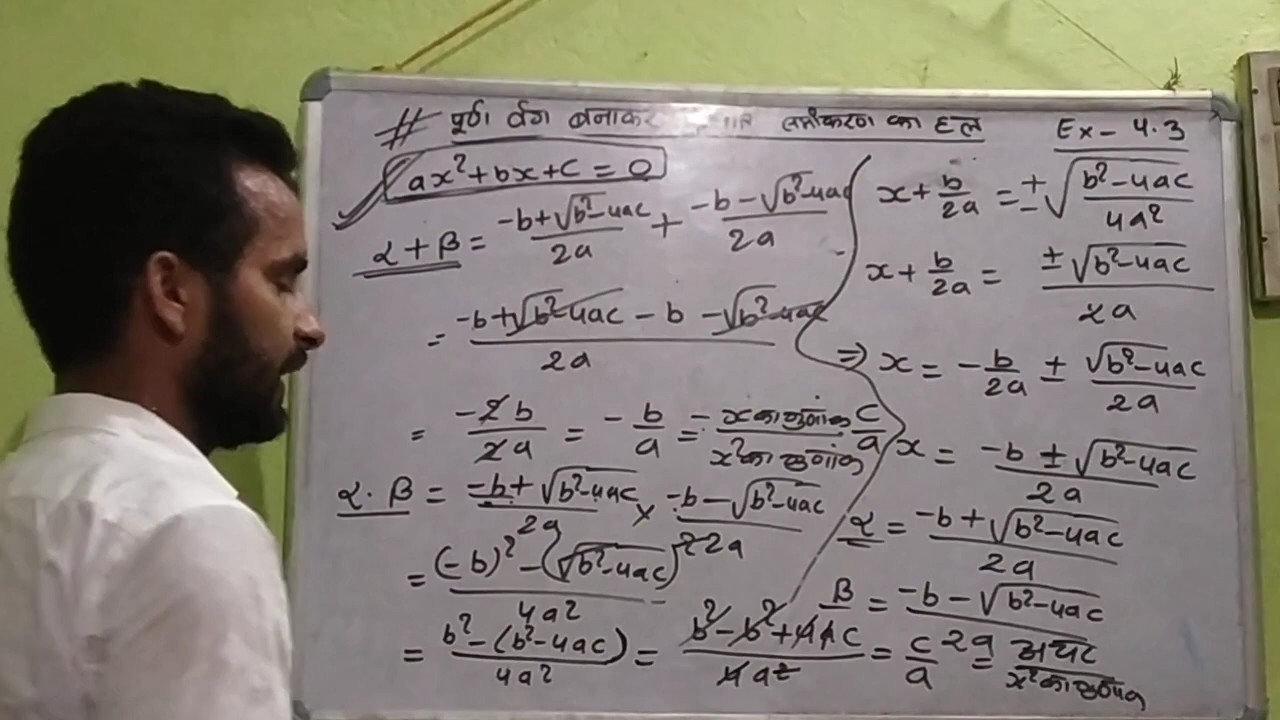 # पूर्ण वर्ग बनाकर समीकरण का हल
Ex - 4.3
ax²+bx+c = 0
α + β = (-b+√b²-4ac)/2a + (-b-√b²-4ac)/2a
= (-b+√b²-4ac - b -√b²-4ac)/2a
= -2b/2a = -b/a = - x का गुणांक/x² का गुणांक c/a
α . β = (-b+√b²-4ac)/2a × (-b-√b²-4ac)/2a
= ((-b)² - (√b²-4ac)²)/4a²
= (b²-(b²-4ac))/4a² = (b²-b²+4ac)/4a² = c/a = अचर/x² का गुणांक
x + b/2a = ±√(b²-4ac)/4a²
x + b/2a = ±√b²-4ac/2a
⇒ x = -b/2a ± √b²-4ac/2a
x = (-b ± √b²-4ac)/2a
α = (-b+√b²-4ac)/2a
β = (-b-√b²-4ac)/2a